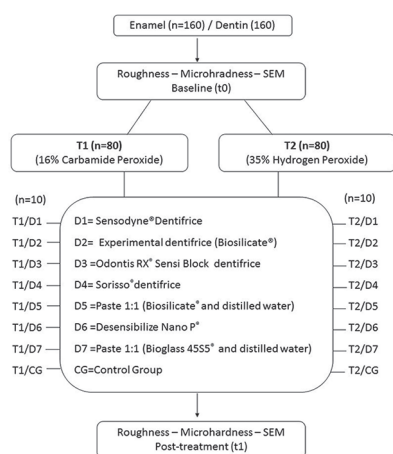 Enamel (n=160) / Dentin (160)
Roughness – Microhradness – SEM
Baseline (t0)
T1 (n=80)
(16% Carbamide Peroxide)
T2 (n=80)
(35% Hydrogen Peroxide)
(n=10)
(n=10)
T1/D1
D1= Sensodyne®Dentifrice
T2/D1
T1/D2
D2= Experimental dentifrice (Biosilicate®)
T2/D2
T1/D3
D3 =Odontis RX® Sensi Block dentifrice
T2/D3
T1/D4
D4= Sorisso®dentifrice
T2/D4
T1/D5
D5 =Paste 1:1 (Biosilicate® and distilled water)
T2/D5
T1/D6
D6 =Desensibilize Nano P®
T2/D6
T1/D7
D7 =Paste 1:1 (Bioglass 45S5® and distilled water)
T2/D7
T1/CG
CG=Control Group
T2/CG
Roughness – Microhardness – SEM
Post-treatment (t1)